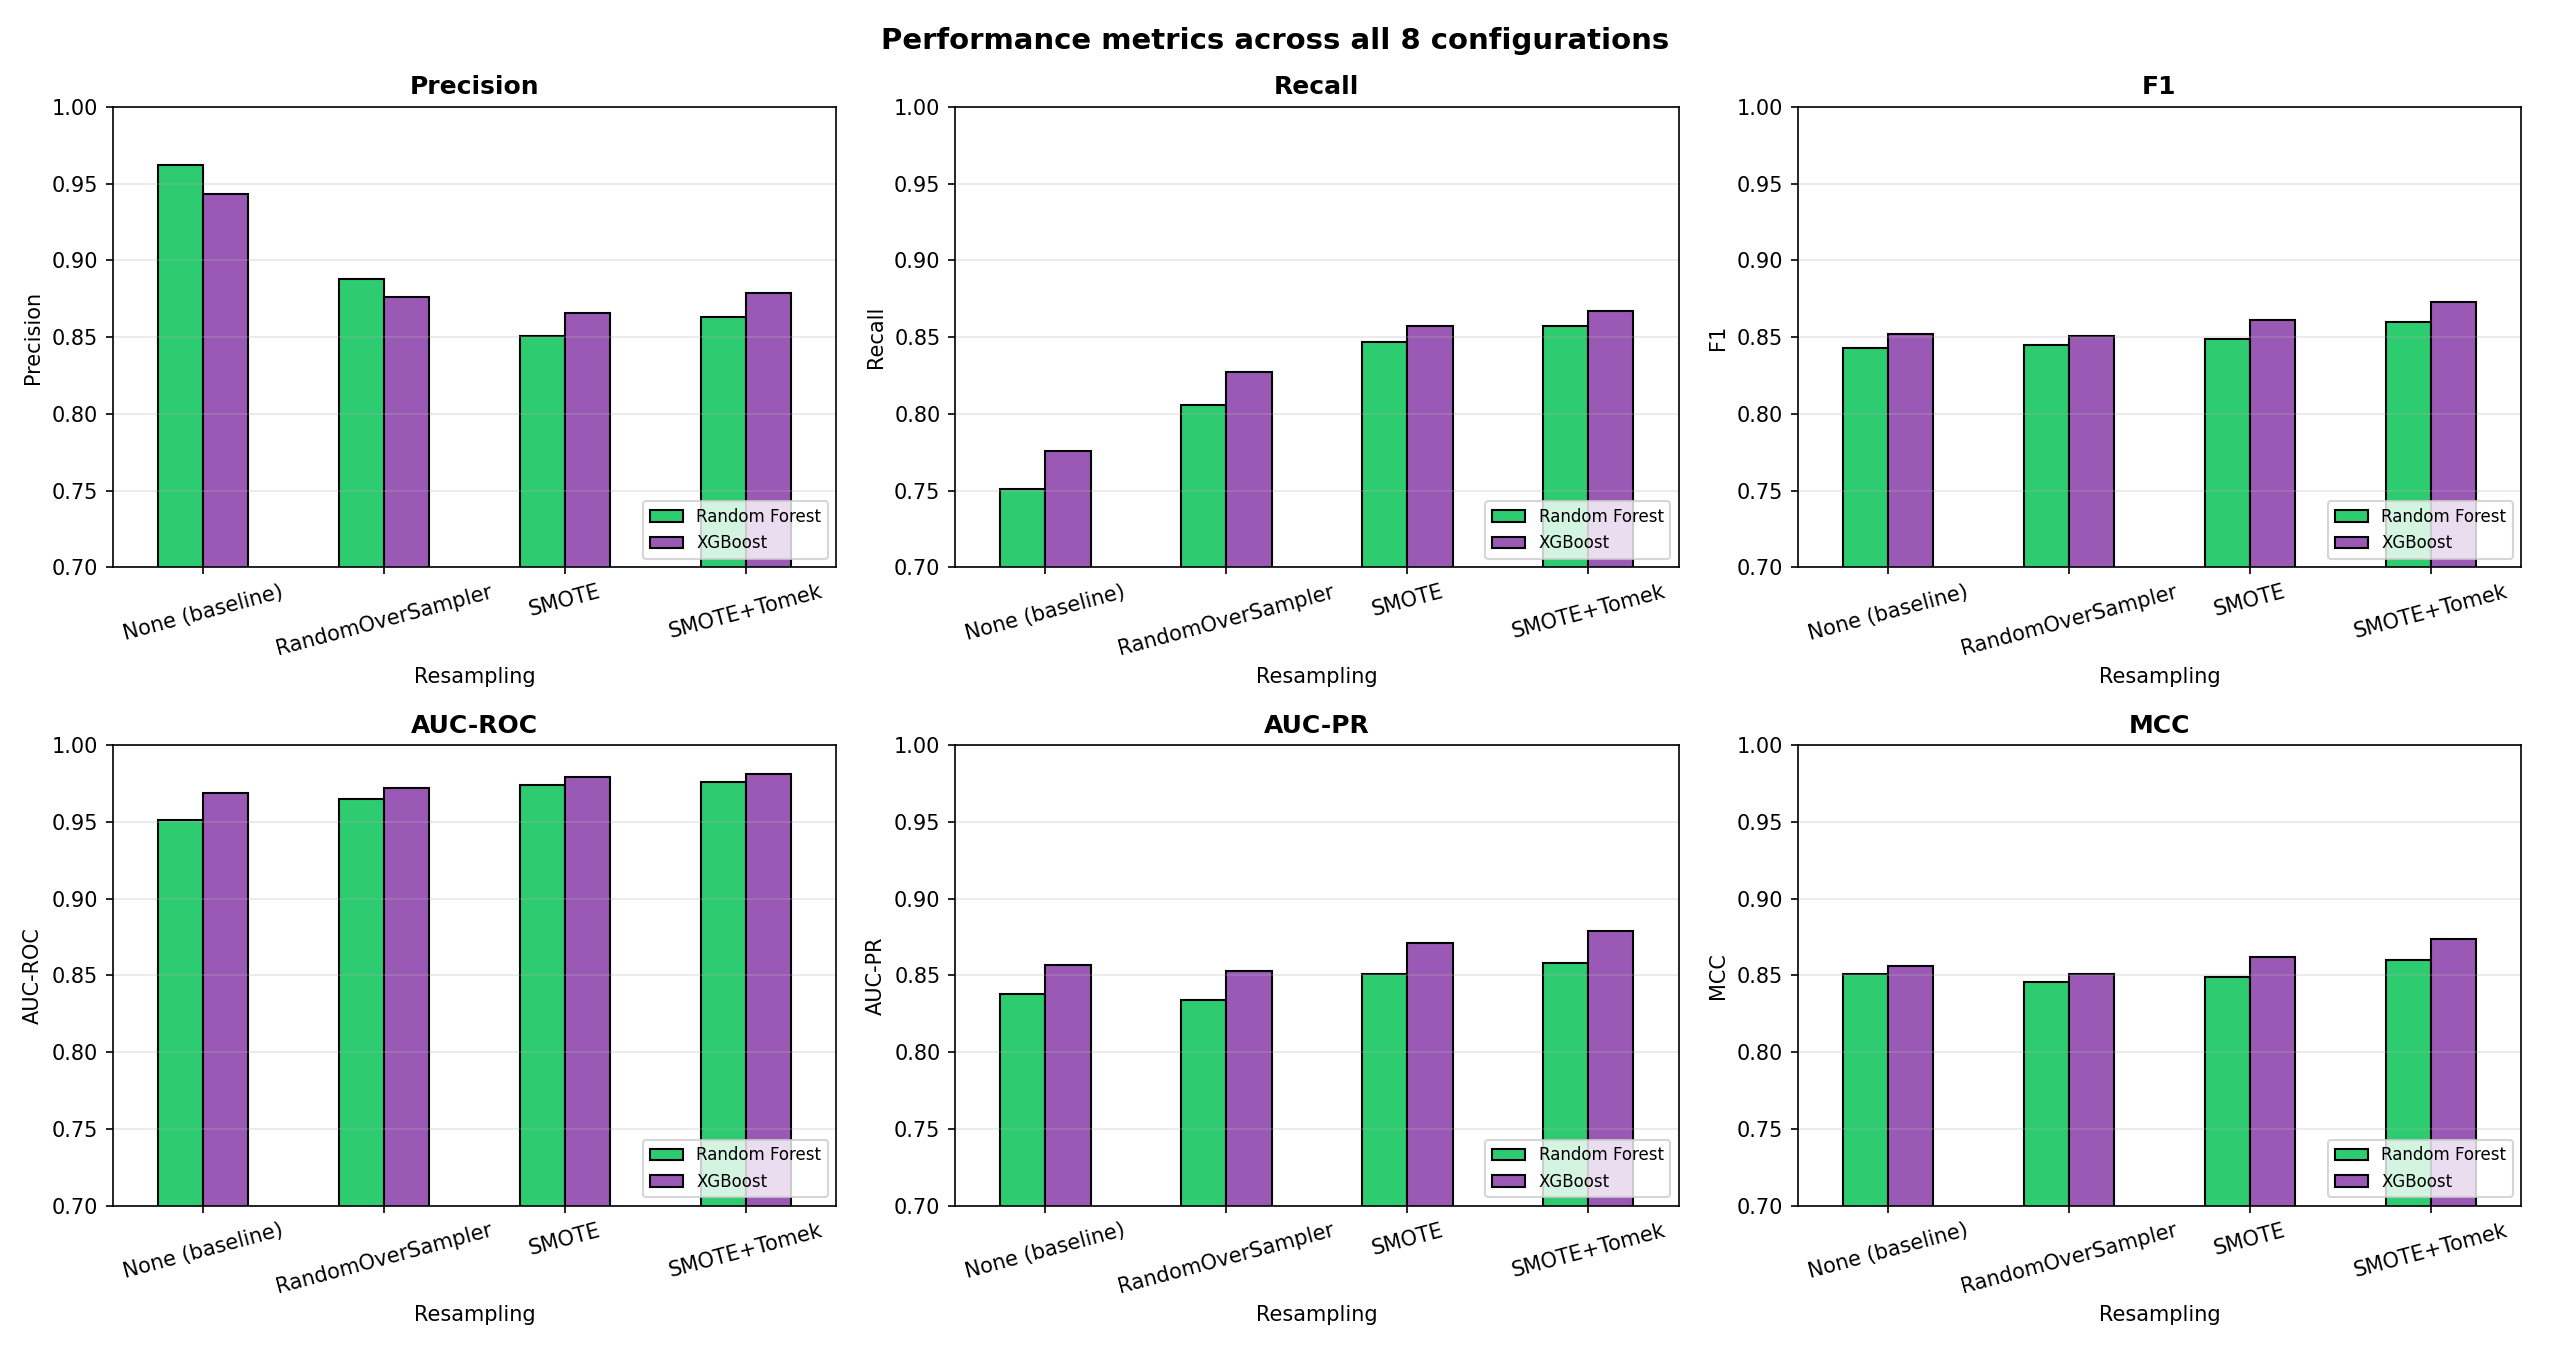 Performance metrics across all 8 configurations
Precision
1.00
0.95
0.90
0.85
0.80
0.75
0.70
Precision
Random Forest
XGBoost
None (baseline)
RandomOverSampler
SMOTE
SMOTE+Tomek
Resampling
Recall
1.00
0.95
0.90
0.85
0.80
0.75
0.70
Recall
Random Forest
XGBoost
None (baseline)
RandomOverSampler
SMOTE
SMOTE+Tomek
Resampling
F1
1.00
0.95
0.90
0.85
0.80
0.75
0.70
F1
Random Forest
XGBoost
None (baseline)
RandomOverSampler
SMOTE
SMOTE+Tomek
Resampling
AUC-ROC
1.00
0.95
0.90
0.85
0.80
0.75
0.70
AUC-ROC
Random Forest
XGBoost
None (baseline)
RandomOverSampler
SMOTE
SMOTE+Tomek
Resampling
AUC-PR
1.00
0.95
0.90
0.85
0.80
0.75
0.70
AUC-PR
Random Forest
XGBoost
None (baseline)
RandomOverSampler
SMOTE
SMOTE+Tomek
Resampling
MCC
1.00
0.95
0.90
0.85
0.80
0.75
0.70
MCC
Random Forest
XGBoost
None (baseline)
RandomOverSampler
SMOTE
SMOTE+Tomek
Resampling